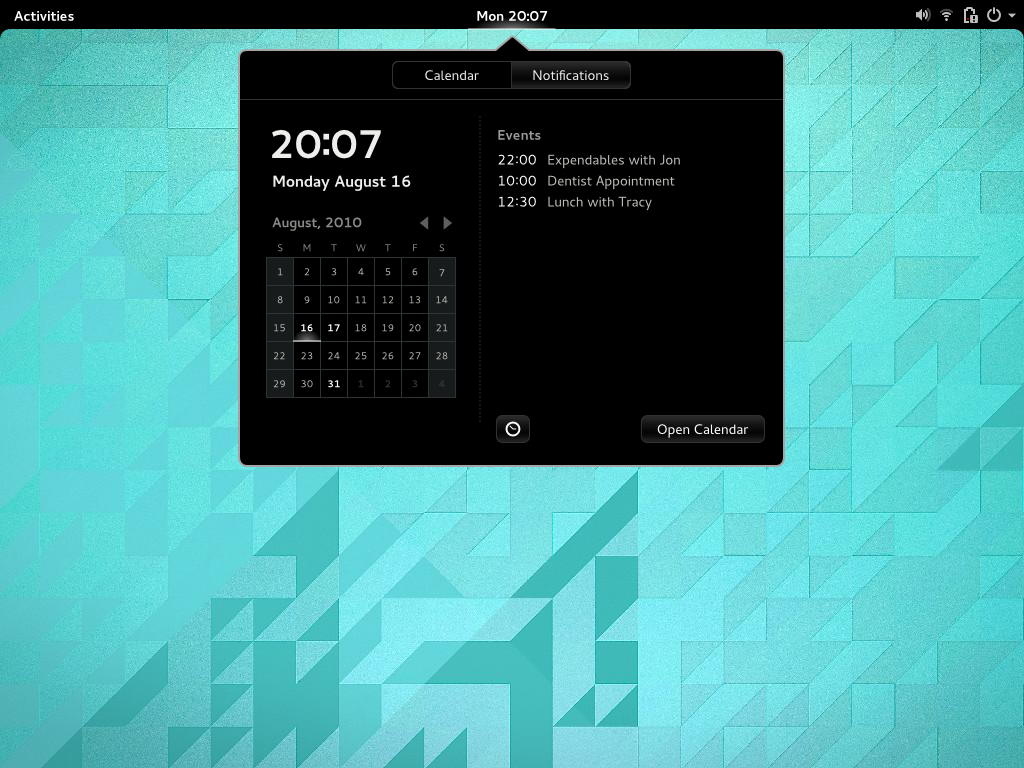 Activities Mon 20:07
Calendar Notifications
20:07
Monday August 16
August, 2010
S M T W T F S
1 2 3 4 5 6 7
8 9 10 11 12 13 14
15 16 17 18 19 20 21
22 23 24 25 26 27 28
29 30 31 1 2 3 4
Events
22:00 Expendables with Jon
10:00 Dentist Appointment
12:30 Lunch with Tracy
Open Calendar